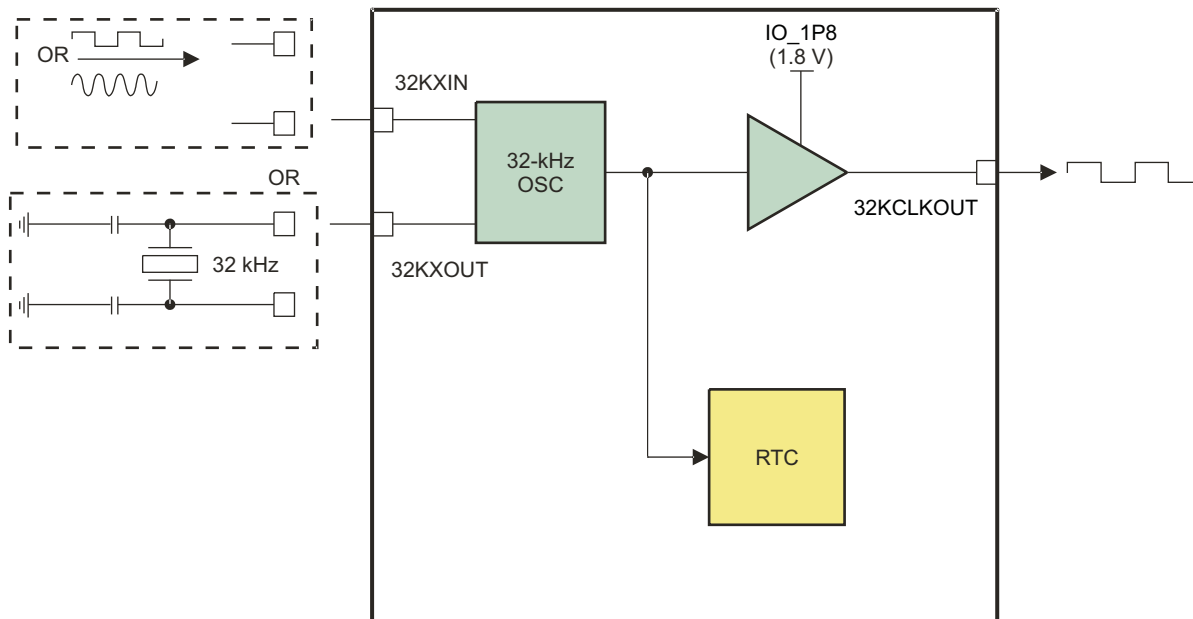 OR
IO_1P8
(1.8 V)
32KXIN
32-kHz
OSC
OR
32KCLKOUT
32 kHz
32KXOUT
RTC